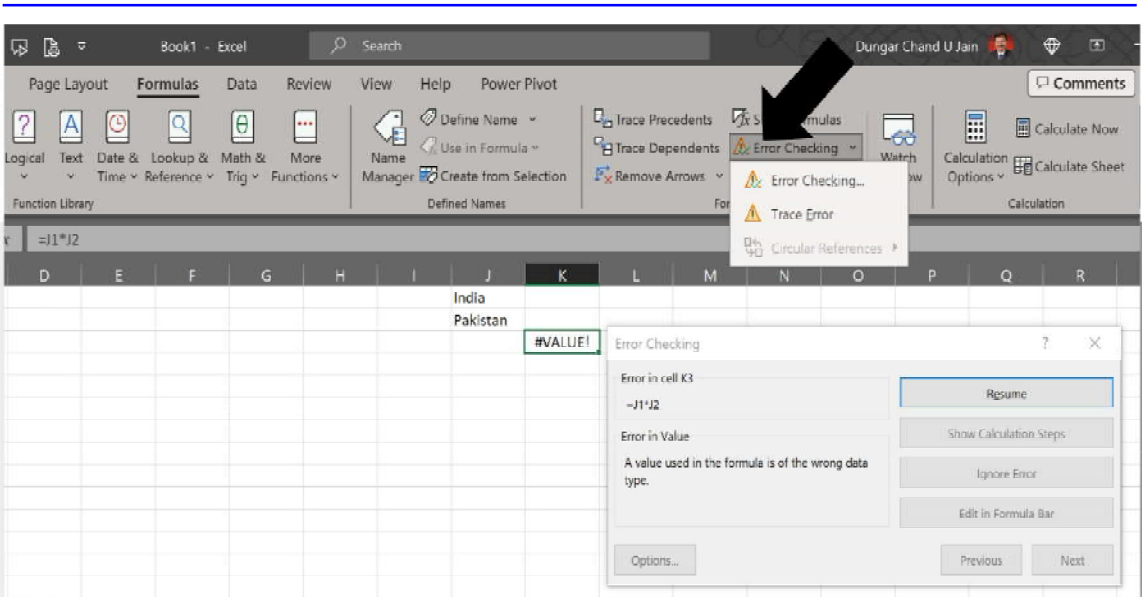 Book1 - Excel
Search
Dungar Chand U Jain
Page Layout Formulas Data Review View Help Power Pivot
Comments
Logical Text Date & Time Lookup & Reference Math & Trig More Functions
Function Library
Name Manager
Define Name
Use in Formula
Create from Selection
Defined Names
Trace Precedents
Trace Dependents
Remove Arrows
Error Checking
Error Checking...
Trace Error
Circular References
Calculation Options
Calculate Now
Calculate Sheet
Calculation
=J1*J2
D E F G H I J K L M N O P Q R
India
Pakistan
#VALUE!
Error Checking ? ×
Error in cell K3
=J1*J2
Error in Value
A value used in the formula is of the wrong data
type.
Resume
Show Calculation Steps
Ignore Error
Edit in Formula Bar
Options...
Previous Next